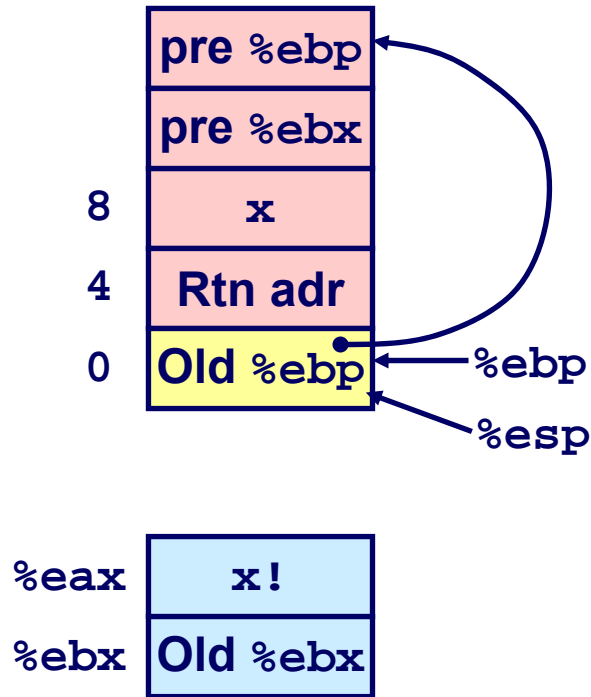 pre %ebp
pre %ebx
8 x
4 Rtn adr
0 Old %ebp %ebp
%esp
%eax x!
%ebx Old %ebx